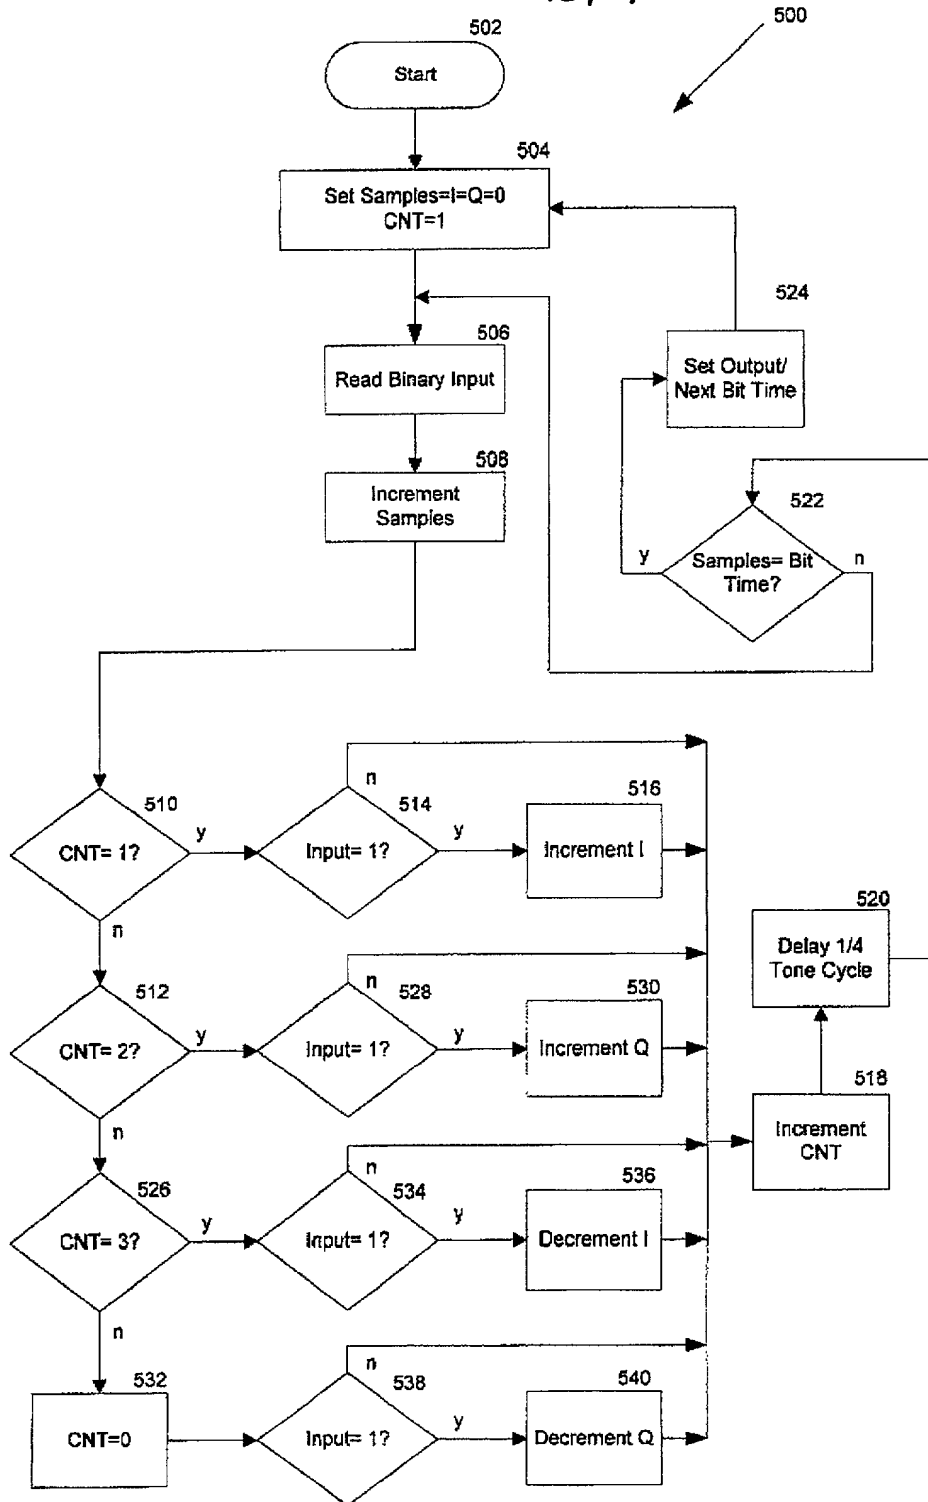 500
502
Start
504
Set Samples=I=Q=0
CNT=1
524
506
Read Binary Input
Set Output/
Next Bit Time
508
Increment
Samples
522
Samples= Bit
Time?
y
n
510
CNT= 1?
y
n
514
Input= 1?
n
y
516
Increment I
520
Delay 1/4
Tone Cycle
512
CNT= 2?
y
n
528
Input= 1?
n
y
530
Increment Q
518
Increment
CNT
526
CNT= 3?
y
n
534
Input= 1?
n
y
536
Decrement I
532
CNT=0
538
Input= 1?
n
y
540
Decrement Q